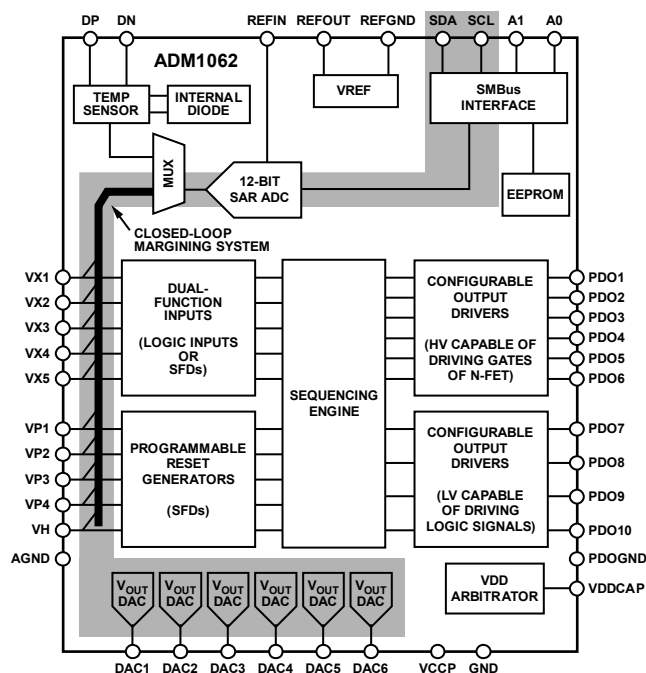 DP DN REFIN REFOUT REFGND SDA SCL A1 A0
ADM1062
TEMP
SENSOR
INTERNAL
DIODE
VREF
SMBus
INTERFACE
MUX
12-BIT
SAR ADC
EEPROM
CLOSED-LOOP
MARGINING SYSTEM
VX1
VX2
VX3
VX4
VX5
DUAL-
FUNCTION
INPUTS
(LOGIC INPUTS
OR
SFDs)
SEQUENCING
ENGINE
CONFIGURABLE
OUTPUT
DRIVERS
(HV CAPABLE OF
DRIVING GATES
OF N-FET)
PDO1
PDO2
PDO3
PDO4
PDO5
PDO6
VP1
VP2
VP3
VP4
VH
AGND
PROGRAMMABLE
RESET
GENERATORS
(SFDs)
CONFIGURABLE
OUTPUT
DRIVERS
(LV CAPABLE
OF DRIVING
LOGIC SIGNALS)
PDO7
PDO8
PDO9
PDO10
PDOGND
VDD
ARBITRATOR
VDDCAP
VOUT
DAC
VOUT
DAC
VOUT
DAC
VOUT
DAC
VOUT
DAC
VOUT
DAC
DAC1 DAC2 DAC3 DAC4 DAC5 DAC6 VCCP GND